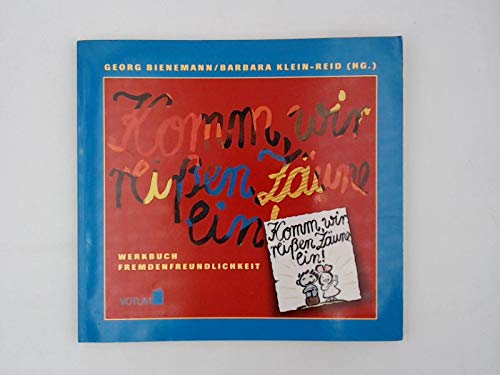 GEORG BIENEMANN/BARBARA KLEIN-REID (HG.)
Komm, wir
reißen Zäune
ein!
Komm, wir
reißen Zäune
ein!
WERKBUCH
FREMDENFREUNDLICHKEIT
VOTUM